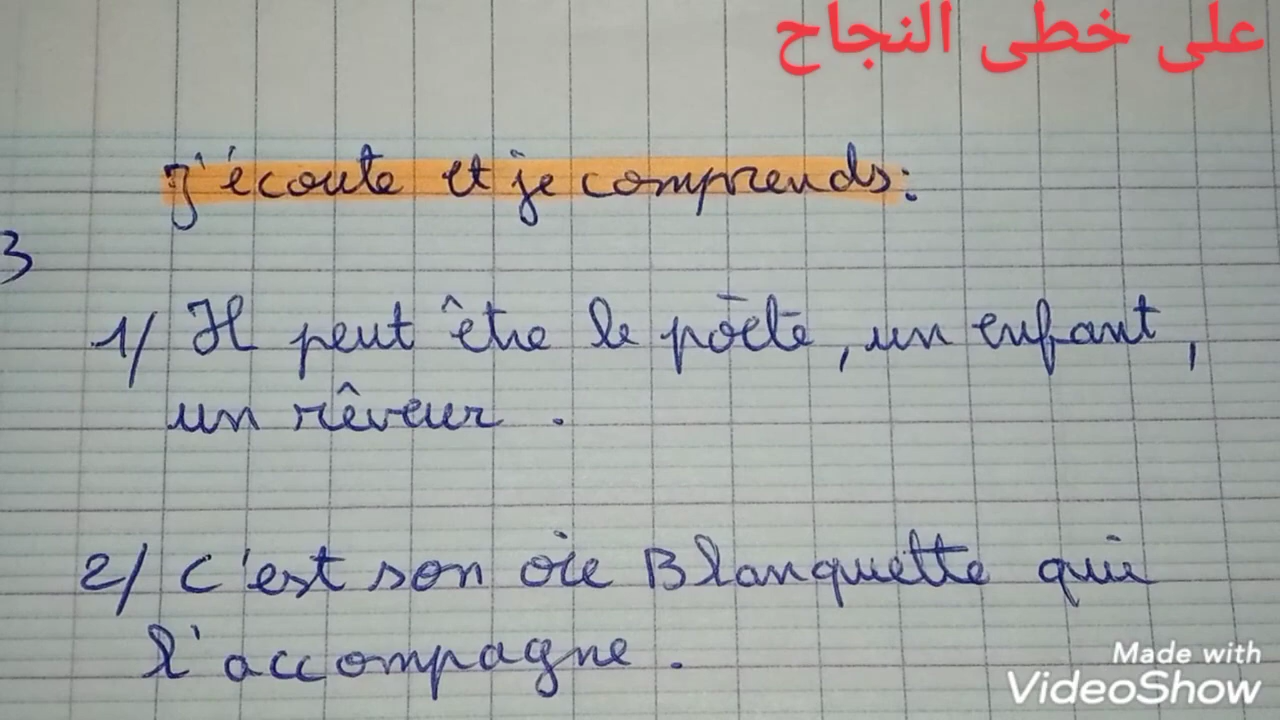 على خطى النجاح
J'écoute et je comprends:
3
1/ Il peut être le poète, un enfant,
un rêveur.
2/ C'est son oie Blanquette qui
l'accompagne.
Made with
VideoShow